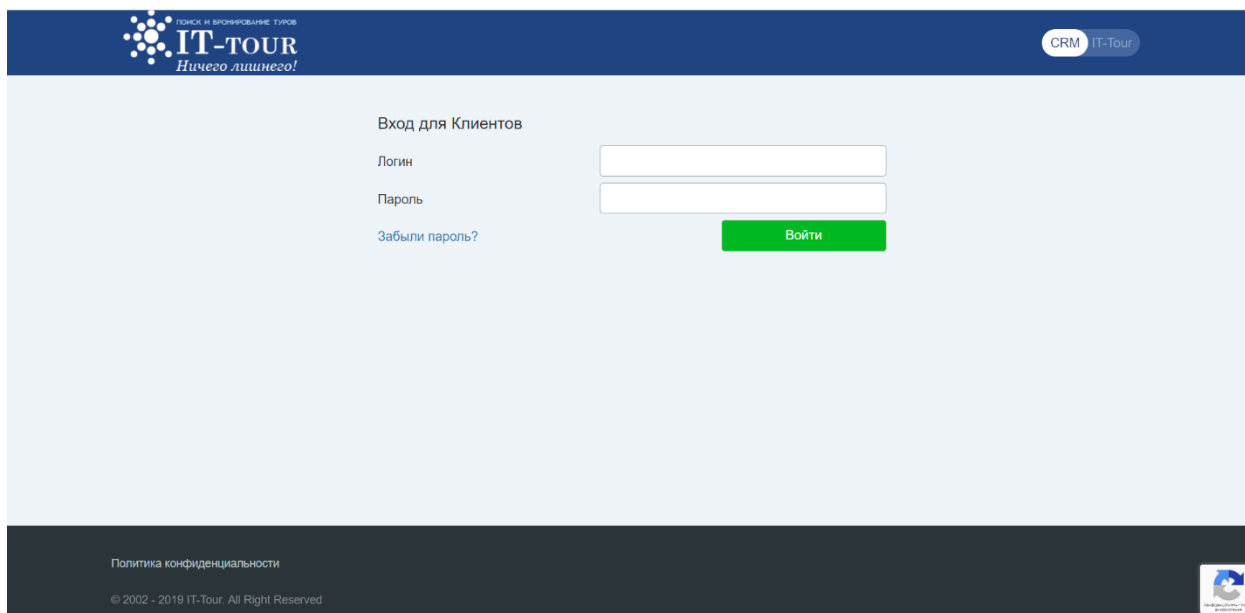 ПОИСК И БРОНИРОВАНИЕ ТУРОВ
IT-TOUR
Ничего лишнего!
CRM IT-Tour
Вход для Клиентов
Логин
Пароль
Забыли пароль? Войти
Политика конфиденциальности
© 2002 - 2019 IT-Tour. All Right Reserved